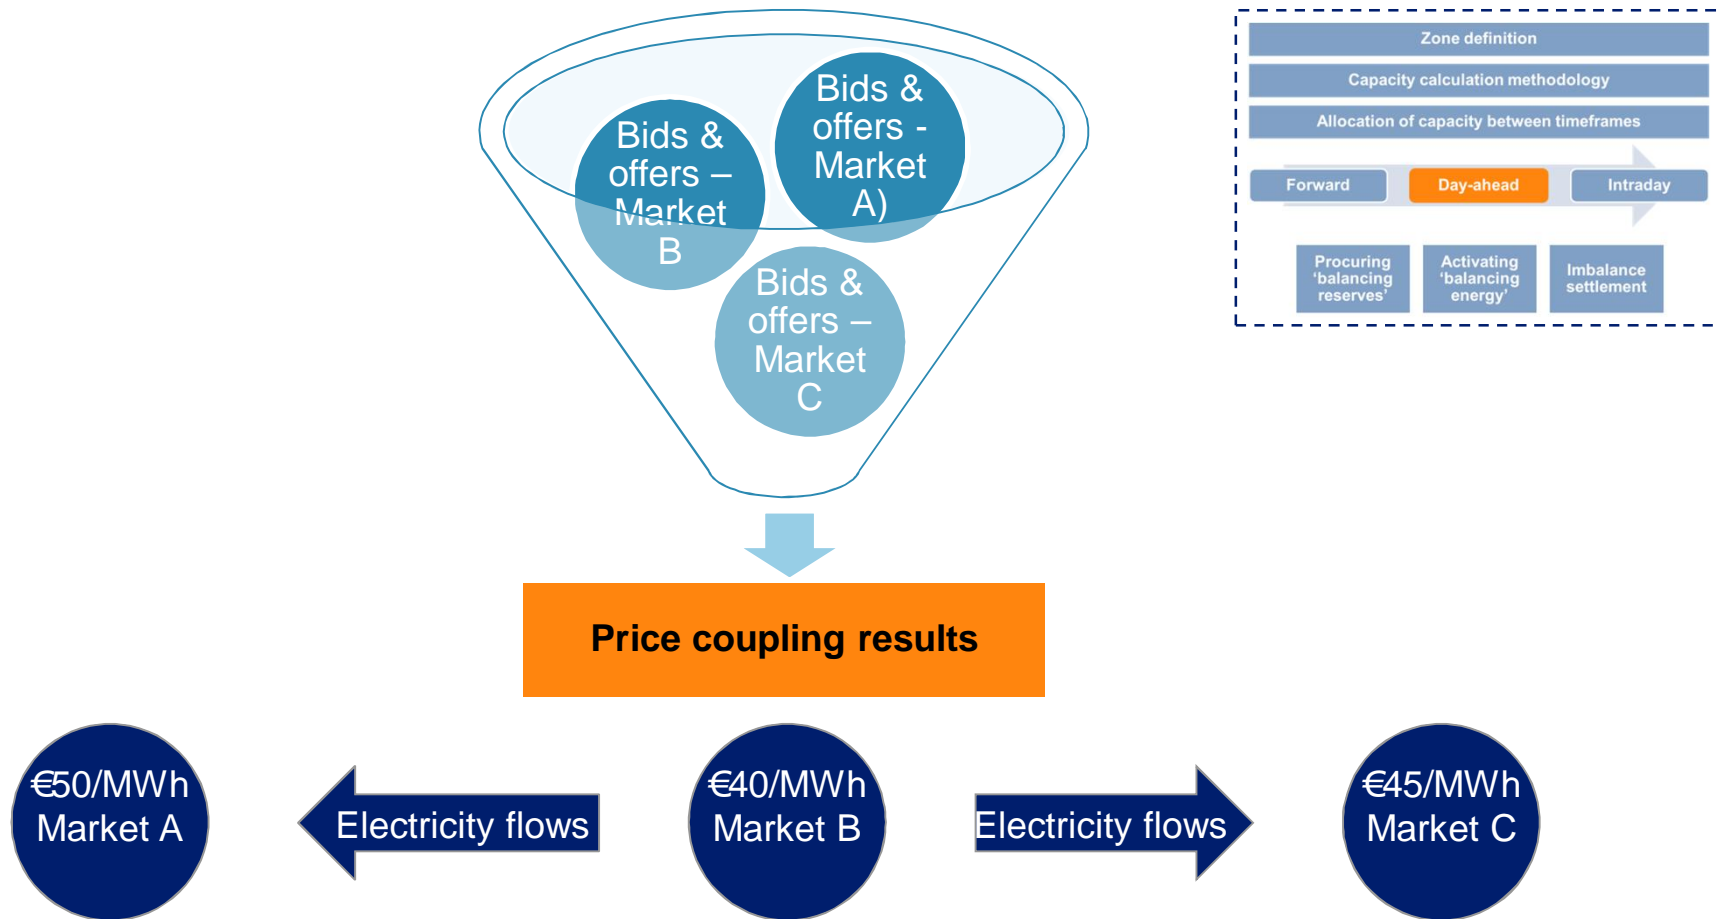 Bids &
offers -
Market
A)
Bids &
offers –
Market
B
Bids &
offers –
Market
C
Zone definition
Capacity calculation methodology
Allocation of capacity between timeframes
Forward
Day-ahead
Intraday
Procuring
‘balancing
reserves’
Activating
‘balancing
energy’
Imbalance
settlement
Price coupling results
€50/MWh
Market A
Electricity flows
€40/MWh
Market B
Electricity flows
€45/MWh
Market C